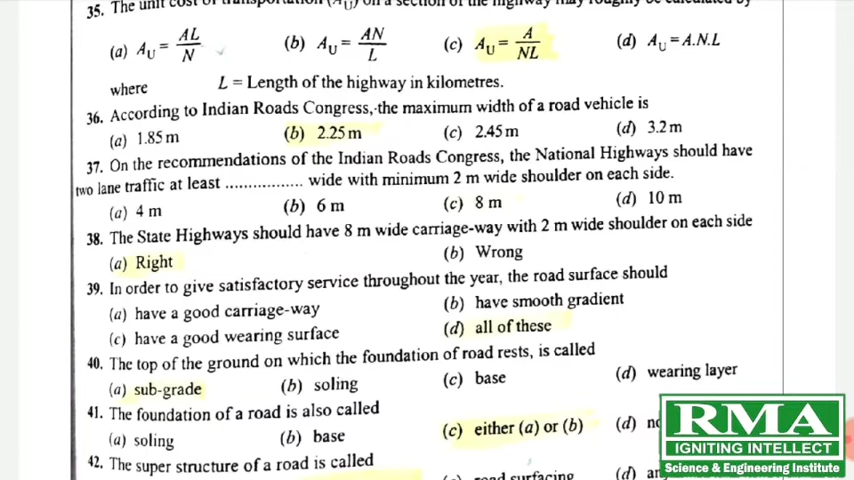 35. The unit cost of transportation (AU) on a section of the highway may roughly be calculated by
(a) AU = AL/N (b) AU = AN/L (c) AU = A/NL (d) AU = A.N.L
where L = Length of the highway in kilometres.
36. According to Indian Roads Congress, the maximum width of a road vehicle is
(a) 1.85 m (b) 2.25 m (c) 2.45 m (d) 3.2 m
37. On the recommendations of the Indian Roads Congress, the National Highways should have
two lane traffic at least ................ wide with minimum 2 m wide shoulder on each side.
(a) 4 m (b) 6 m (c) 8 m (d) 10 m
38. The State Highways should have 8 m wide carriage-way with 2 m wide shoulder on each side
(a) Right (b) Wrong
39. In order to give satisfactory service throughout the year, the road surface should
(a) have a good carriage-way (b) have smooth gradient
(c) have a good wearing surface (d) all of these
40. The top of the ground on which the foundation of road rests, is called
(a) sub-grade (b) soling (c) base (d) wearing layer
41. The foundation of a road is also called
(a) soling (b) base (c) either (a) or (b) (d)
42. The super structure of a road is called
road surfacing (d)
RMA
IGNITING INTELLECT
Science & Engineering Institute